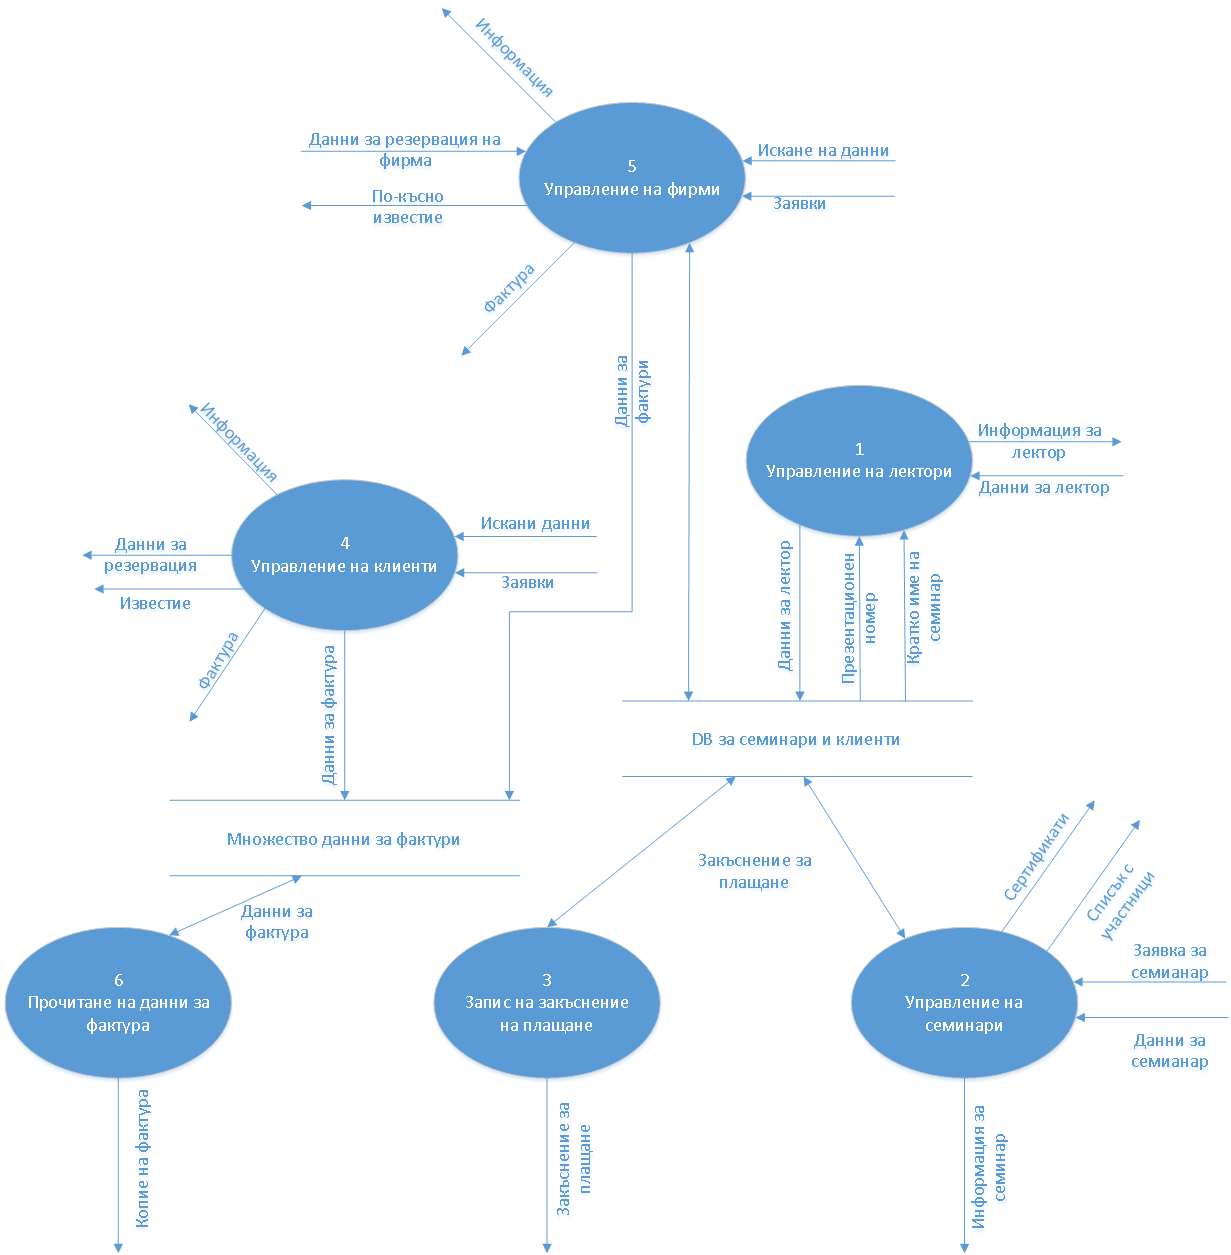 Информация
Данни за резервация на
фирма
По-късно
известие
Фактура
5
Управление на фирми
Искане на данни
Заявки
Данни за
фактури
1
Управление на лектори
Информация за
лектор
Данни за лектор
Данни за лектор
Презентационен
номер
Кратко име на
семинар
Информация
Данни за
резервация
Известие
Фактура
4
Управление на клиенти
Искани данни
Заявки
Данни за фактура
DB за семинари и клиенти
Множество данни за фактури
Данни за
фактура
Закъснение за
плащане
Сертификати
Списък с
участници
6
Прочитане на данни за
фактура
3
Запис на закъснение
на плащане
2
Управление на
семинари
Заявка за
семианар
Данни за
семианар
Копие на фактура
Закъснение за
плащане
Информация за
семинар